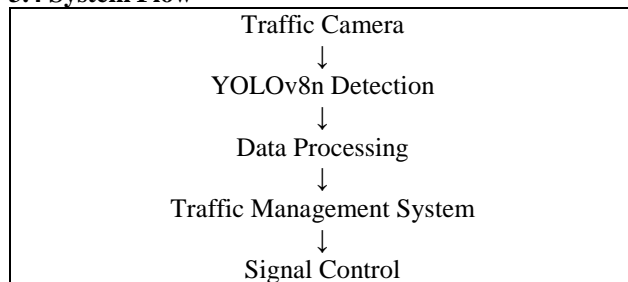 3.4 System Flow
Traffic Camera
↓
YOLOv8n Detection
↓
Data Processing
↓
Traffic Management System
↓
Signal Control